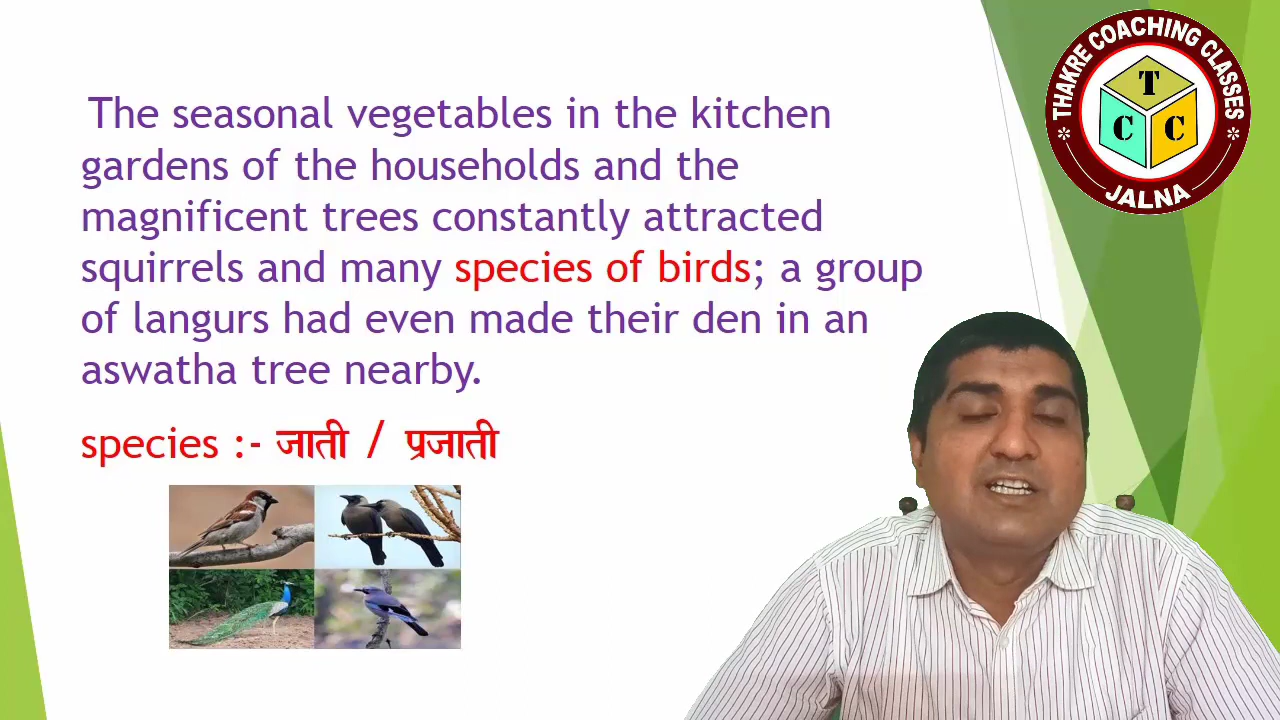 The seasonal vegetables in the kitchen
gardens of the households and the
magnificent trees constantly attracted
squirrels and many species of birds; a group
of langurs had even made their den in an
aswatha tree nearby.
species :- जाती / प्रजाती
THAKRE COACHING CLASSES
T
C C
JALNA